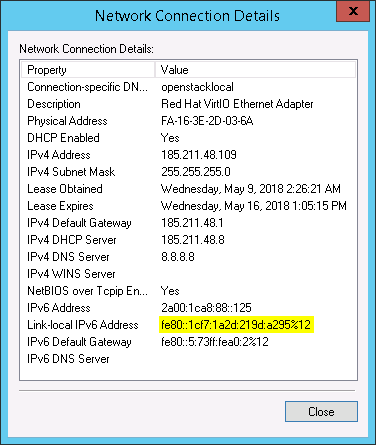 Network Connection Details
x
Network Connection Details:
Property Value
Connection-specific DN... openstacklocal
Description Red Hat VirtIO Ethernet Adapter
Physical Address FA-16-3E-2D-03-6A
DHCP Enabled Yes
IPv4 Address 185.211.48.109
IPv4 Subnet Mask 255.255.255.0
Lease Obtained Wednesday, May 9, 2018 2:26:21 AM
Lease Expires Wednesday, May 16, 2018 1:05:15 PM
IPv4 Default Gateway 185.211.48.1
IPv4 DHCP Server 185.211.48.8
IPv4 DNS Server 8.8.8.8
IPv4 WINS Server
NetBIOS over Tcpip En... Yes
IPv6 Address 2a00:1ca8:88::125
Link-local IPv6 Address fe80::1cf7:1a2d:219d:a295%12
IPv6 Default Gateway fe80::5:73ff:fea0:2%12
IPv6 DNS Server
Close